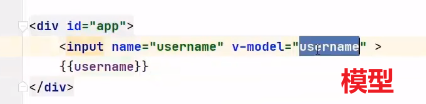 <div id="app">
<input name="username" v-model="username" >
{{username}}
</div>
模型